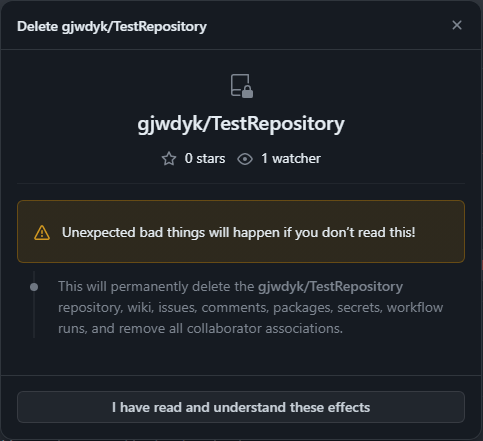 Delete gjwdyk/TestRepository
gjwdyk/TestRepository
0 stars 1 watcher
Unexpected bad things will happen if you don't read this!
This will permanently delete the gjwdyk/TestRepository
repository, wiki, issues, comments, packages, secrets, workflow
runs, and remove all collaborator associations.
I have read and understand these effects